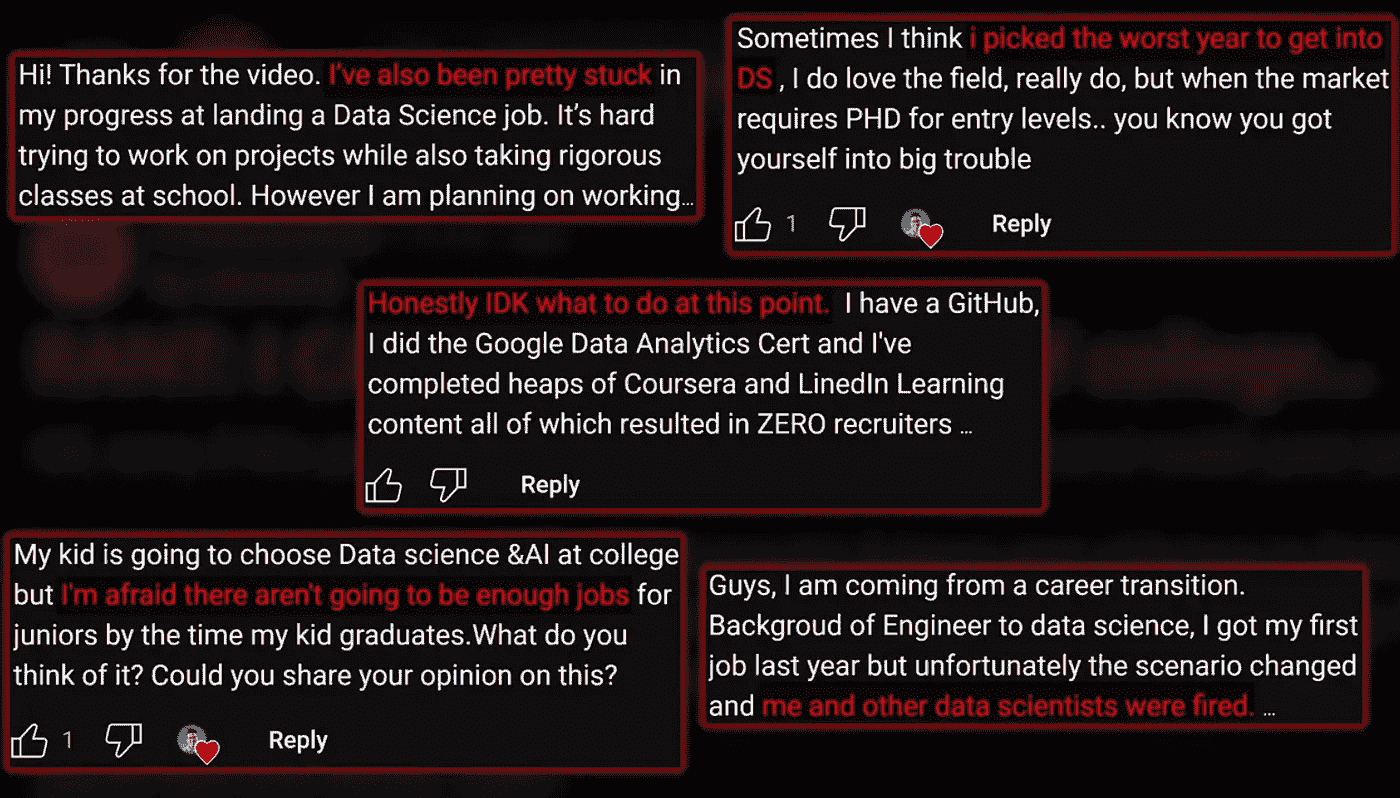 Hi! Thanks for the video. I've also been pretty stuck in
my progress at landing a Data Science job. It's hard
trying to work on projects while also taking rigorous
classes at school. However I am planning on working...
Sometimes I think i picked the worst year to get into
DS , I do love the field, really do, but when the market
requires PHD for entry levels.. you know you got
yourself into big trouble
1 Reply
Honestly IDK what to do at this point. I have a GitHub,
I did the Google Data Analytics Cert and I've
completed heaps of Coursera and LinedIn Learning
content all of which resulted in ZERO recruiters ...
Reply
My kid is going to choose Data science &AI at college
but I'm afraid there aren't going to be enough jobs for
juniors by the time my kid graduates.What do you
think of it? Could you share your opinion on this?
1 Reply
Guys, I am coming from a career transition.
Backgroud of Engineer to data science, I got my first
job last year but unfortunately the scenario changed
and me and other data scientists were fired. ...